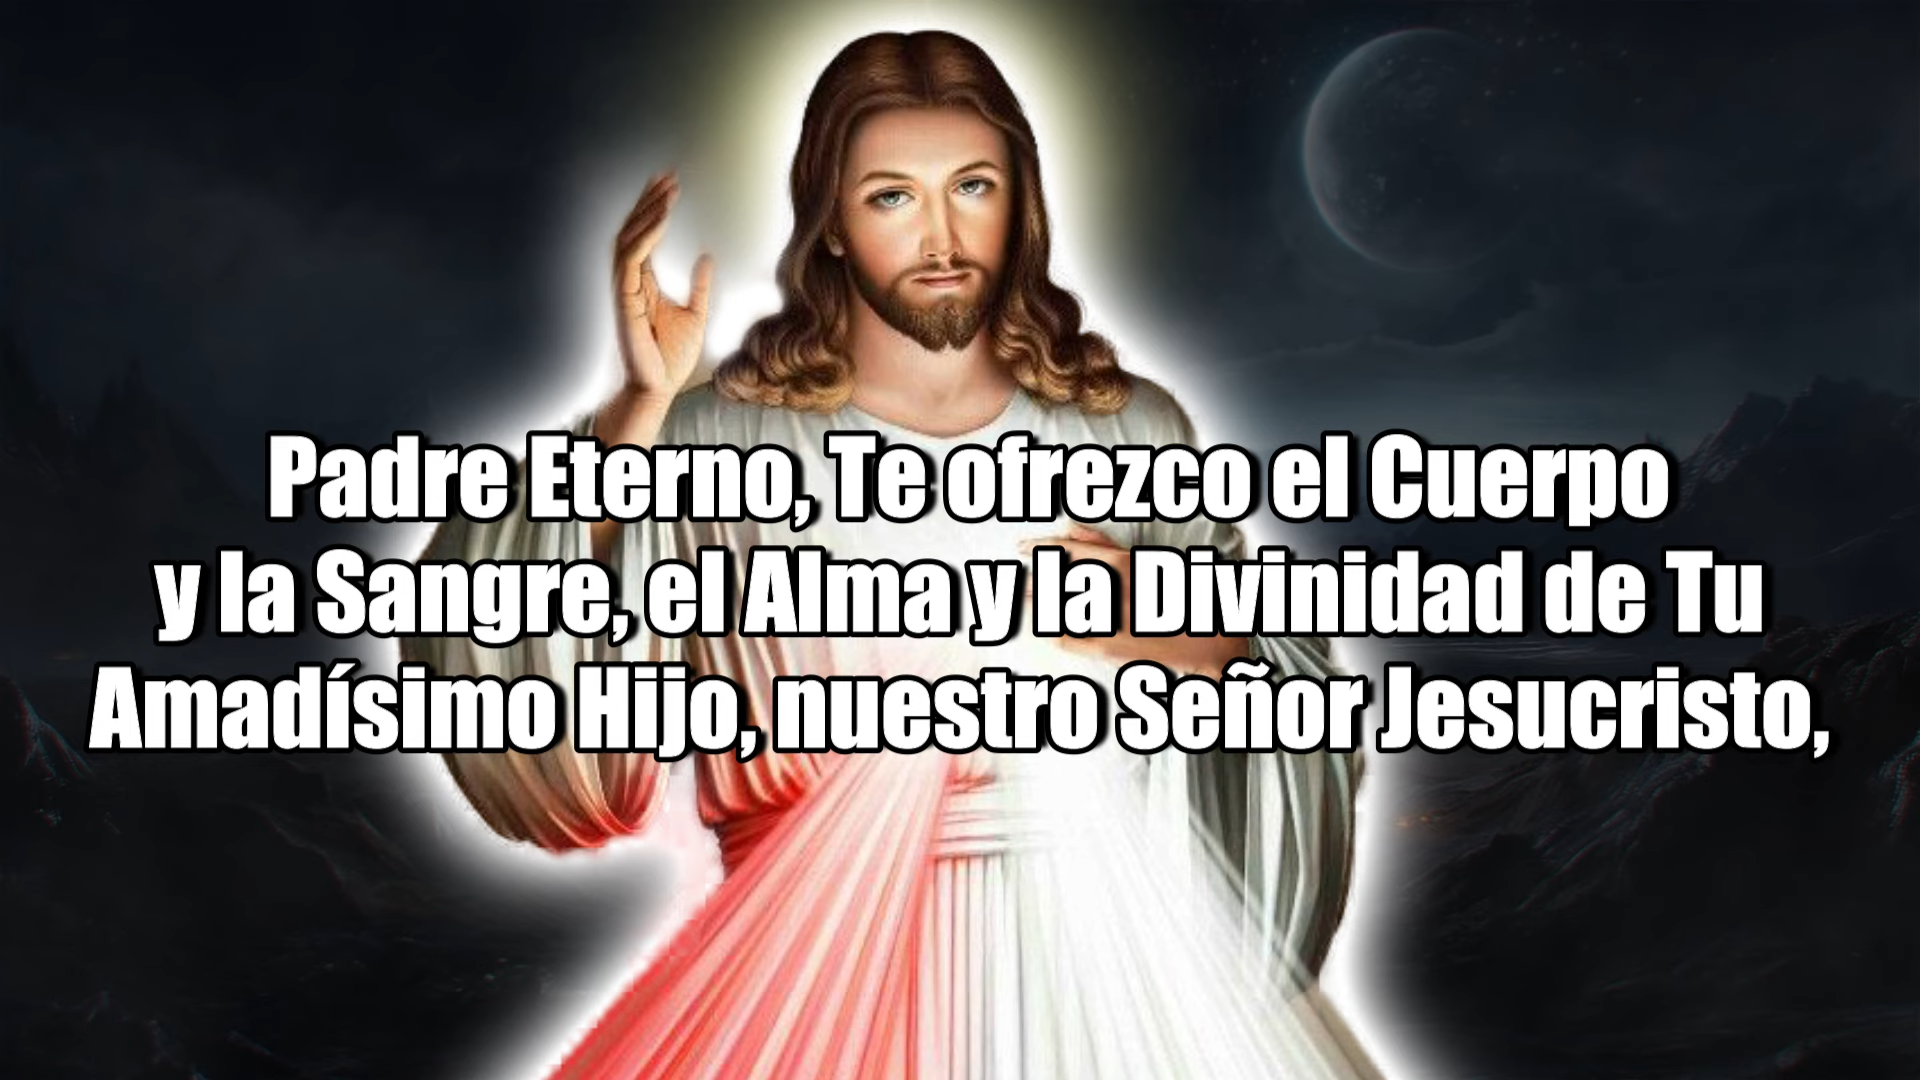 Padre Eterno, Te ofrezco el Cuerpo
y la Sangre, el Alma y la Divinidad de Tu
Amadísimo Hijo, nuestro Señor Jesucristo,